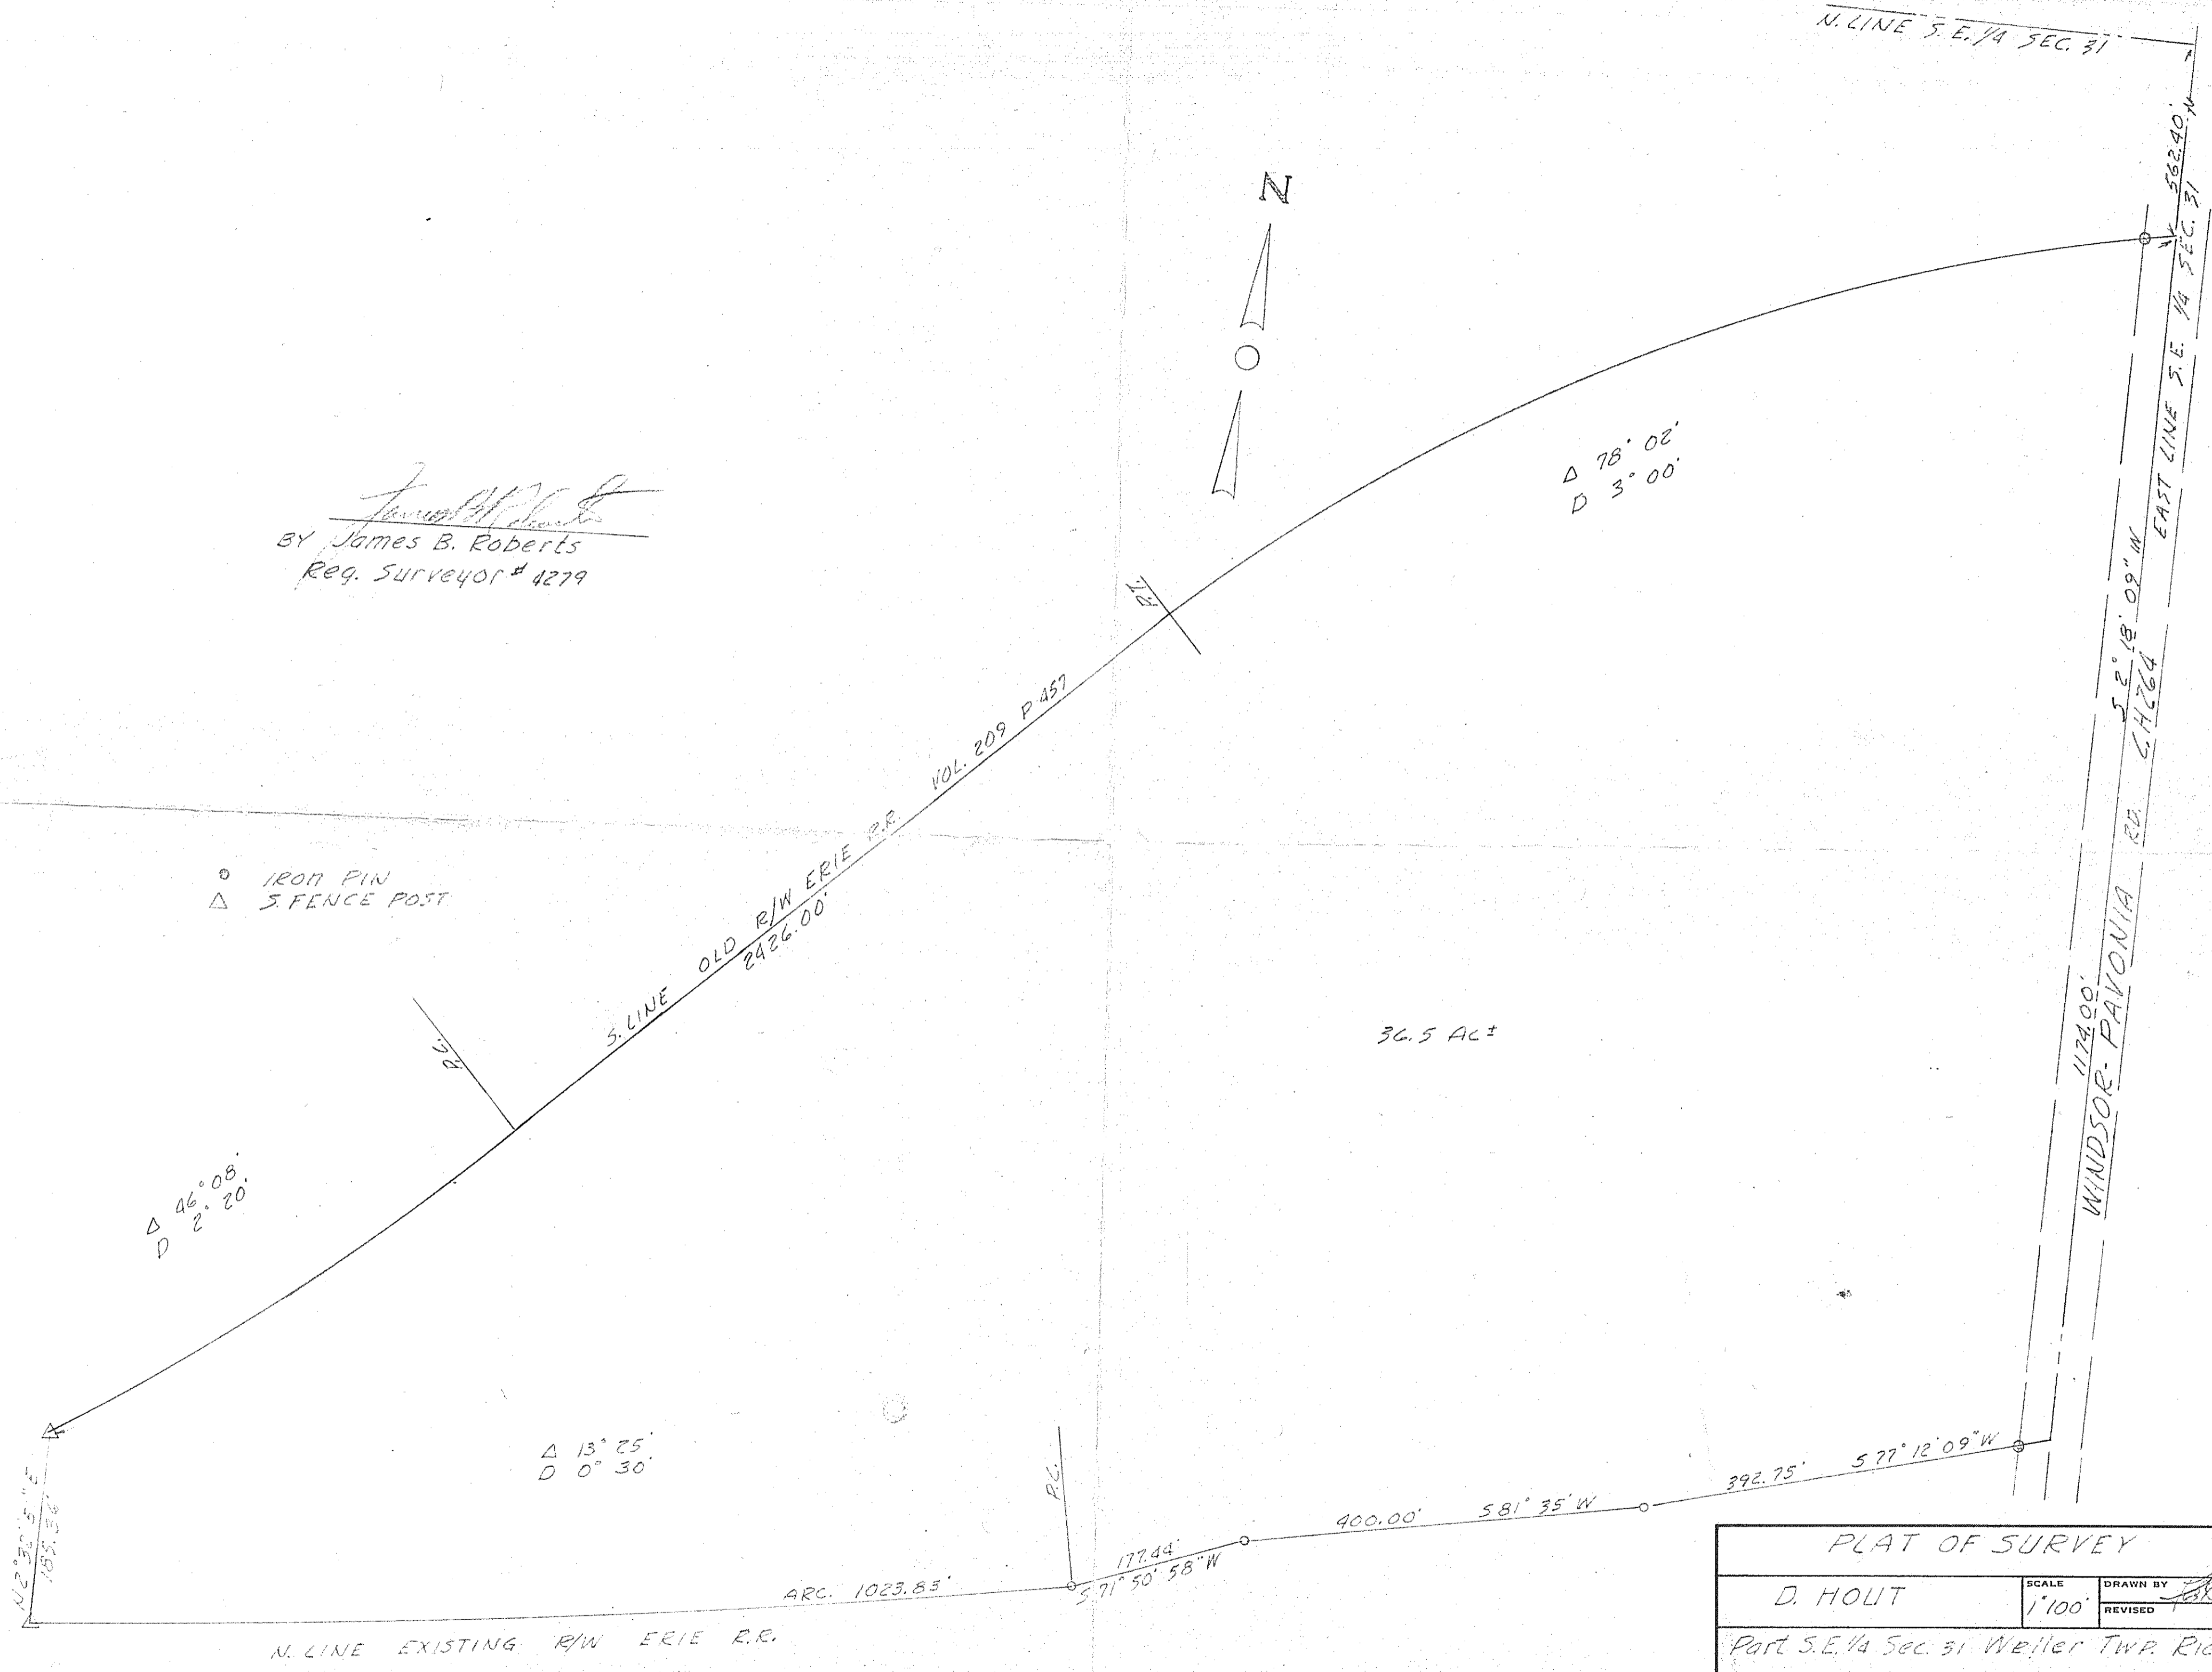 N. LINE S.E. 1/4 SEC. 31
562.40'
N
EAST LINE S.E. 1/4 SEC. 31
Δ 78° 02'
D 3° 00'
BY James B. Roberts
Reg. Surveyor # 4279
P.T.
S 2° 18' 09" W
C.H. 264
VOL. 209 P. 457
S. LINE OLD R/W ERIE R.R.
2426.00'
IRON PIN
Δ S. FENCE POST
36.5 AC ±
P.C.
1174.00'
WINDSOR - PAVONIA RD.
Δ 46° 08'
D 2° 20'
Δ 13° 25'
D 0° 30'
P.C.
185.36'
392.75' S 77° 12' 09" W
400.00' S 81° 35' W
177.44'
S 71° 50' 58" W
ARC. 1023.83'
N. LINE EXISTING R/W ERIE R.R.
PLAT OF SURVEY
D. HOUT
SCALE
1"100'
DRAWN BY
REVISED
Part S.E. 1/4 Sec. 31 Weller Twp. Ric